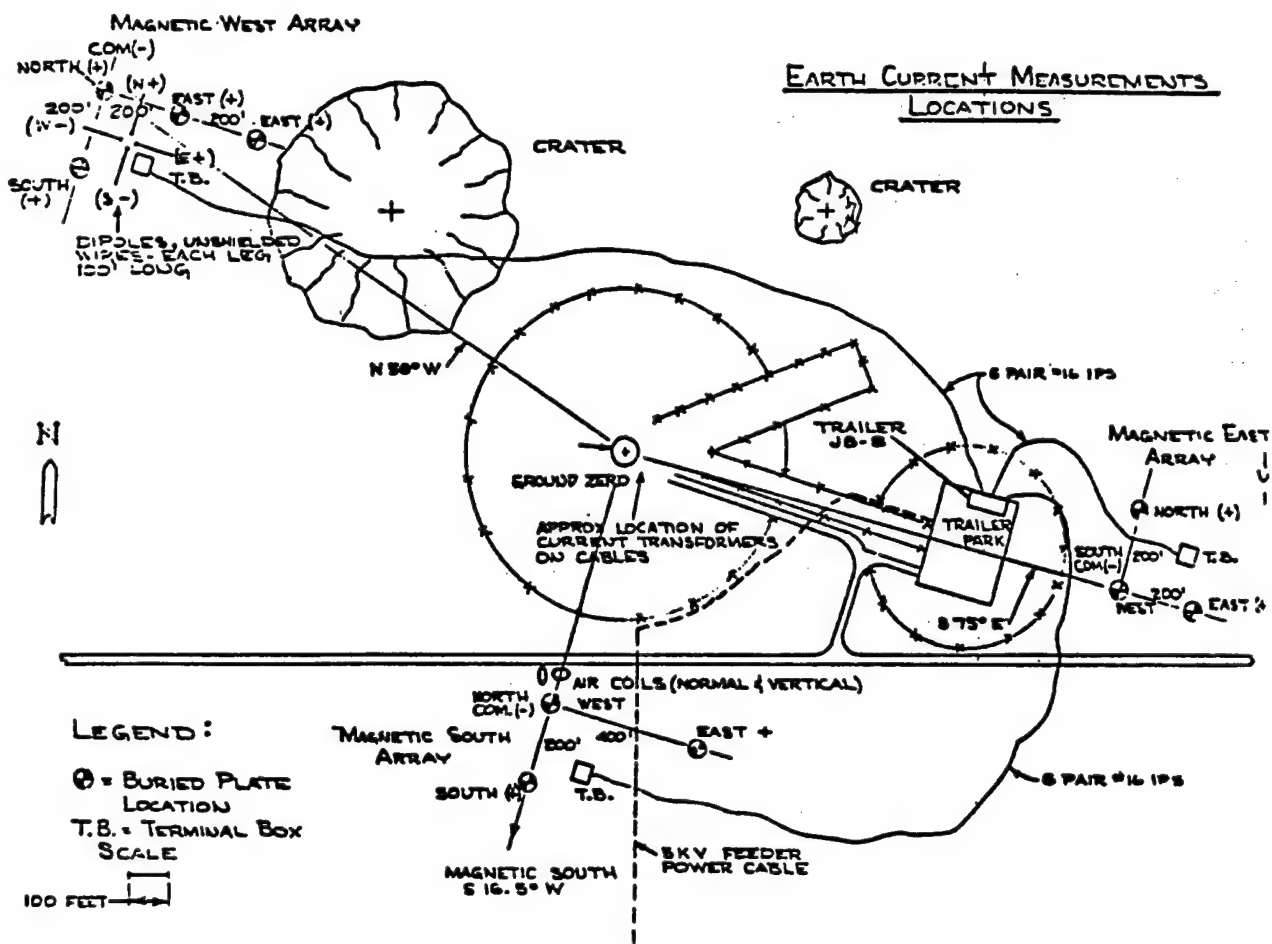 MAGNETIC WEST ARRAY
COM(-)
NORTH(+)
(N+)
EAST(+)
200'
200'
200'
EAST(+)
(W-)
(E+)
T.B.
SOUTH
(+)
(S-)
DIPOLES, UNSHIELDED
WIRES - EACH LEG
100' LONG
CRATER
EARTH CURRENT MEASUREMENTS
LOCATIONS
CRATER
N 50° W
N
6 PAIR #16 IPS
TRAILER
JB-8
MAGNETIC EAST
ARRAY
GROUND ZERO
NORTH (+)
TRAILER
PARK
APPROX LOCATION OF
CURRENT TRANSFORMERS
ON CABLES
SOUTH
COM(-)
200'
T.B.
WEST
200'
EAST +
S 75° E
AIR COILS (NORMAL & VERTICAL)
NORTH
COM. (-)
WEST
400'
EAST +
MAGNETIC SOUTH
ARRAY
200'
SOUTH (+)
T.B.
6 PAIR #16 IPS
LEGEND:
= BURIED PLATE
LOCATION
T.B. = TERMINAL BOX
SCALE
100 FEET
MAGNETIC SOUTH
S 16.5° W
5KV FEEDER
POWER CABLE